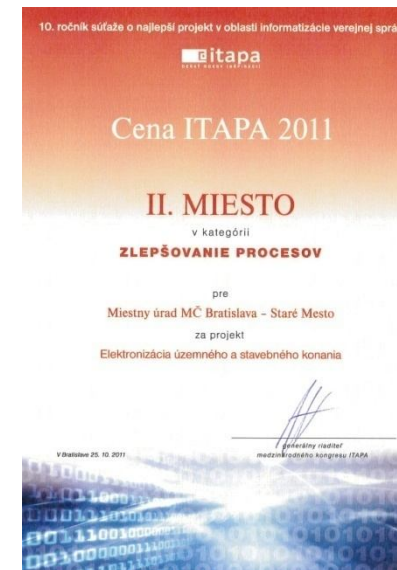 10. ročník súťaže o najlepší projekt v oblasti informatizácie verejnej sprá
itapa
Cena ITAPA 2011
II. MIESTO
v kategórii
ZLEPŠOVANIE PROCESOV
pre
Miestny úrad MČ Bratislava – Staré Mesto
za projekt
Elektronizácia územného a stavebného konania
generálny riaditeľ
V Bratislave 25. 10. 2011
medzinárodného kongresu ITAPA